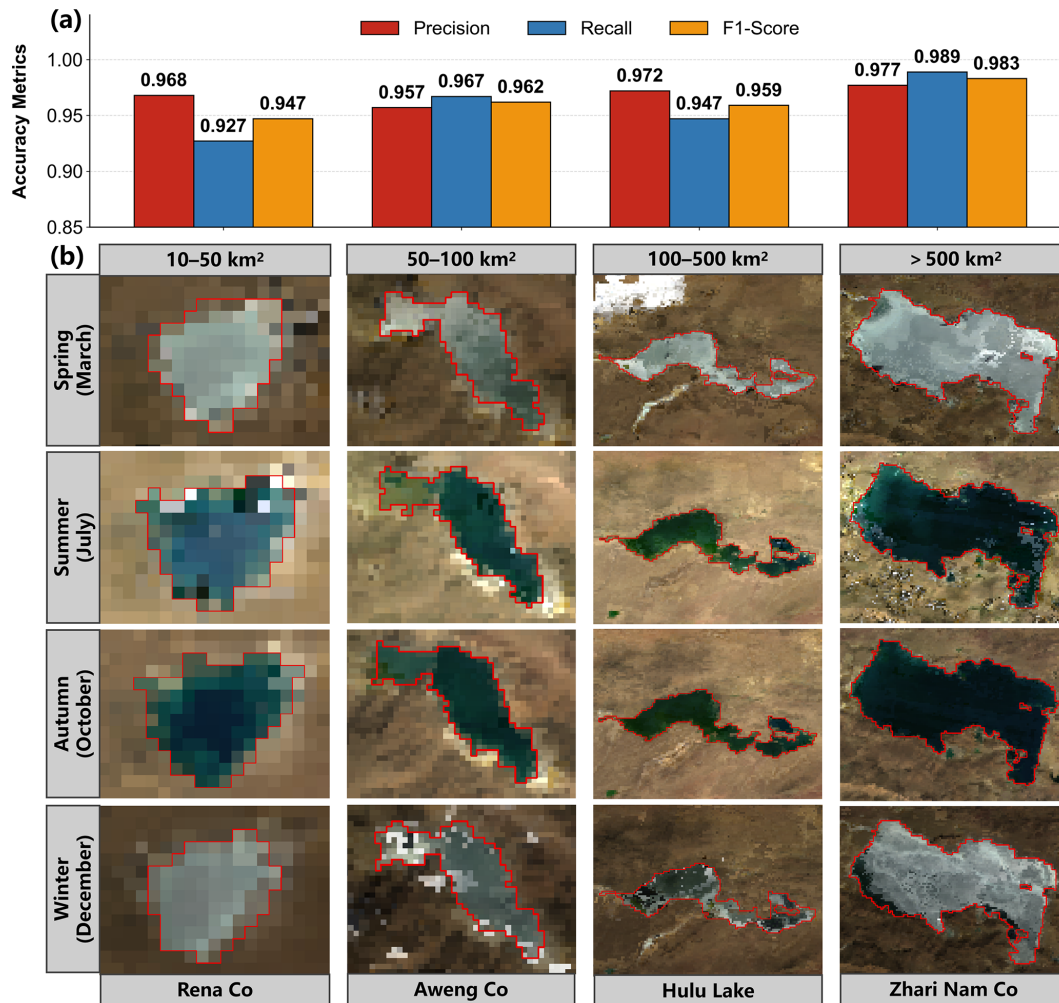 (a)
Precision
Recall
F1-Score
Accuracy Metrics
1.00
0.95
0.90
0.85
0.968
0.927
0.947
0.957
0.967
0.962
0.972
0.947
0.959
0.977
0.989
0.983
(b)
10–50 km²
50–100 km²
100–500 km²
> 500 km²
Spring
(March)
Summer
(July)
Autumn
(October)
Winter
(December)
Rena Co
Aweng Co
Hulu Lake
Zhari Nam Co